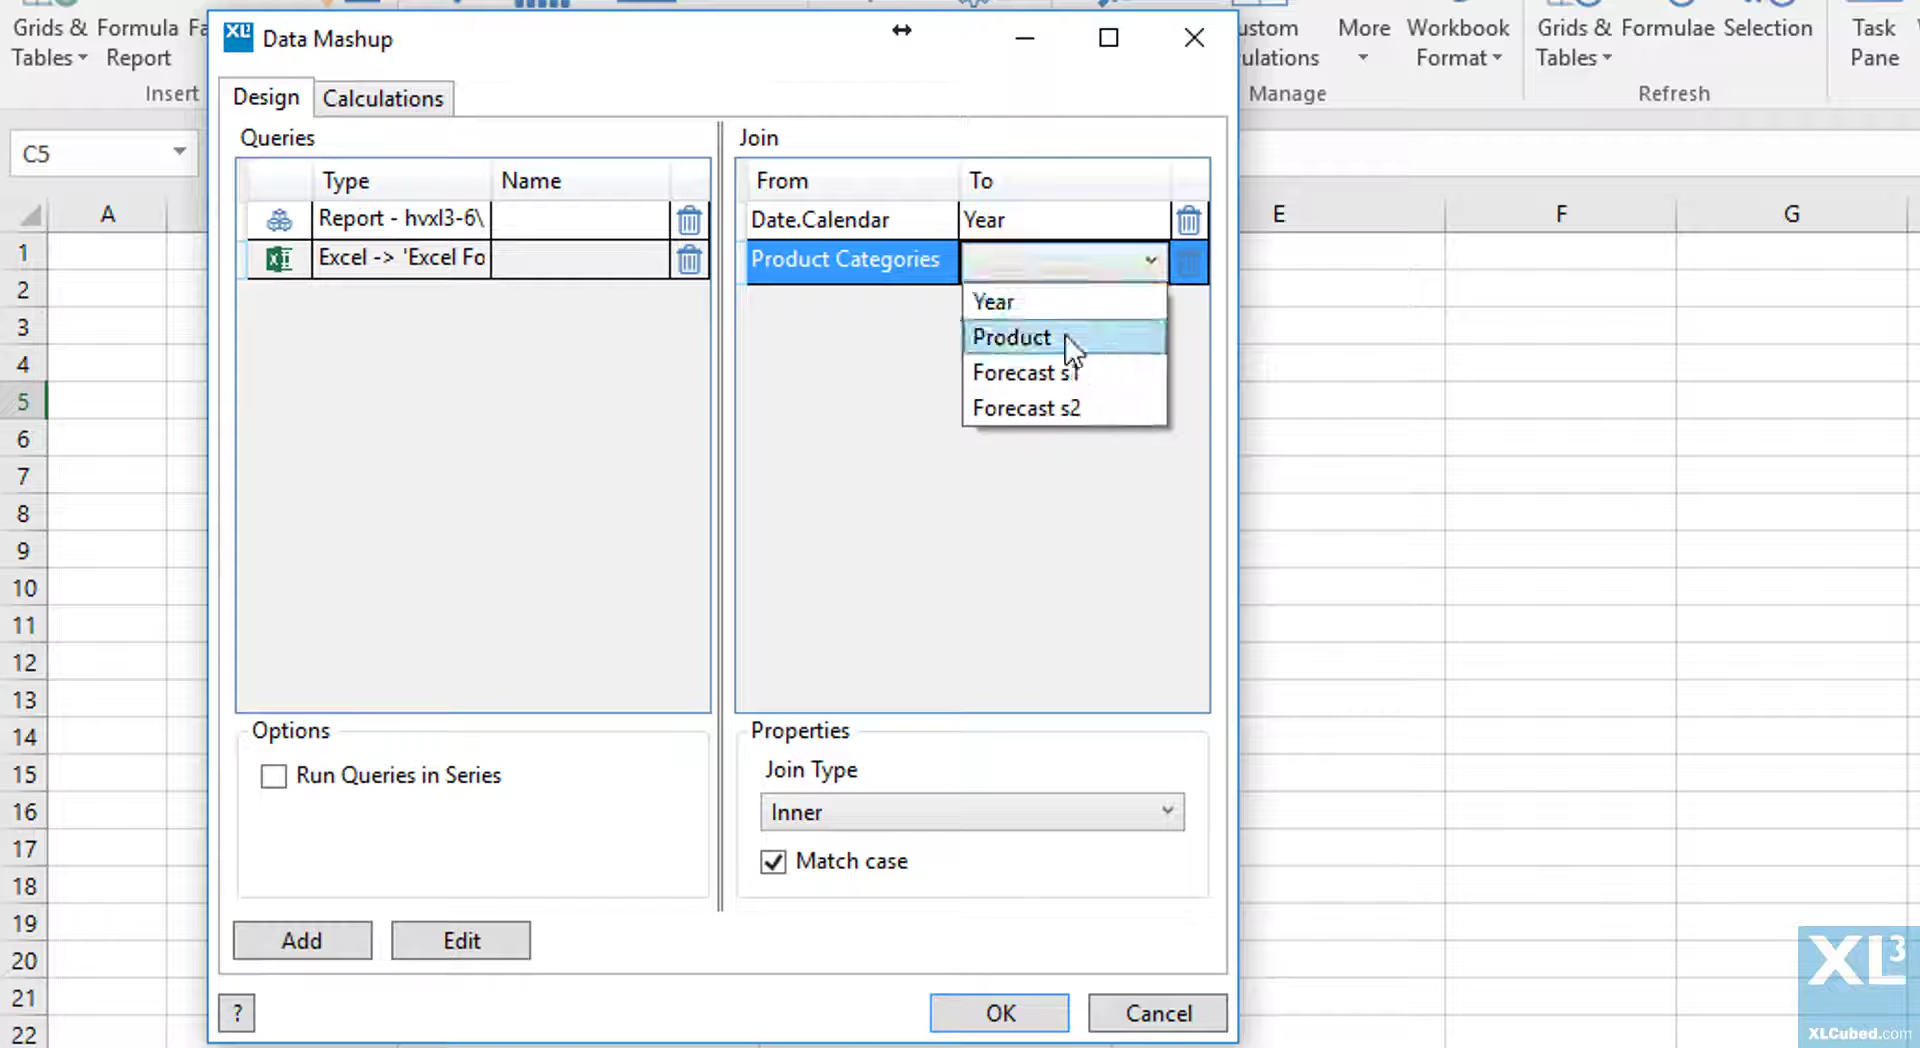 Grids & Tables
Formula Report
Fa
Insert
ustom
ulations
More
Workbook Format
Manage
Grids & Tables
Formulae
Selection
Refresh
Task Pane
XL³ Data Mashup
Design
Calculations
C5
A
E
F
G
Queries
Type
Name
Report - hvxl3-6\
Excel -> 'Excel Fo
Join
From
To
Date.Calendar
Year
Product Categories
Year
Product
Forecast s1
Forecast s2
Options
Run Queries in Series
Properties
Join Type
Inner
Match case
Add
Edit
?
OK
Cancel
1
2
3
4
5
6
7
8
9
10
11
12
13
14
15
16
17
18
19
20
21
22
XL³
XLCubed.com